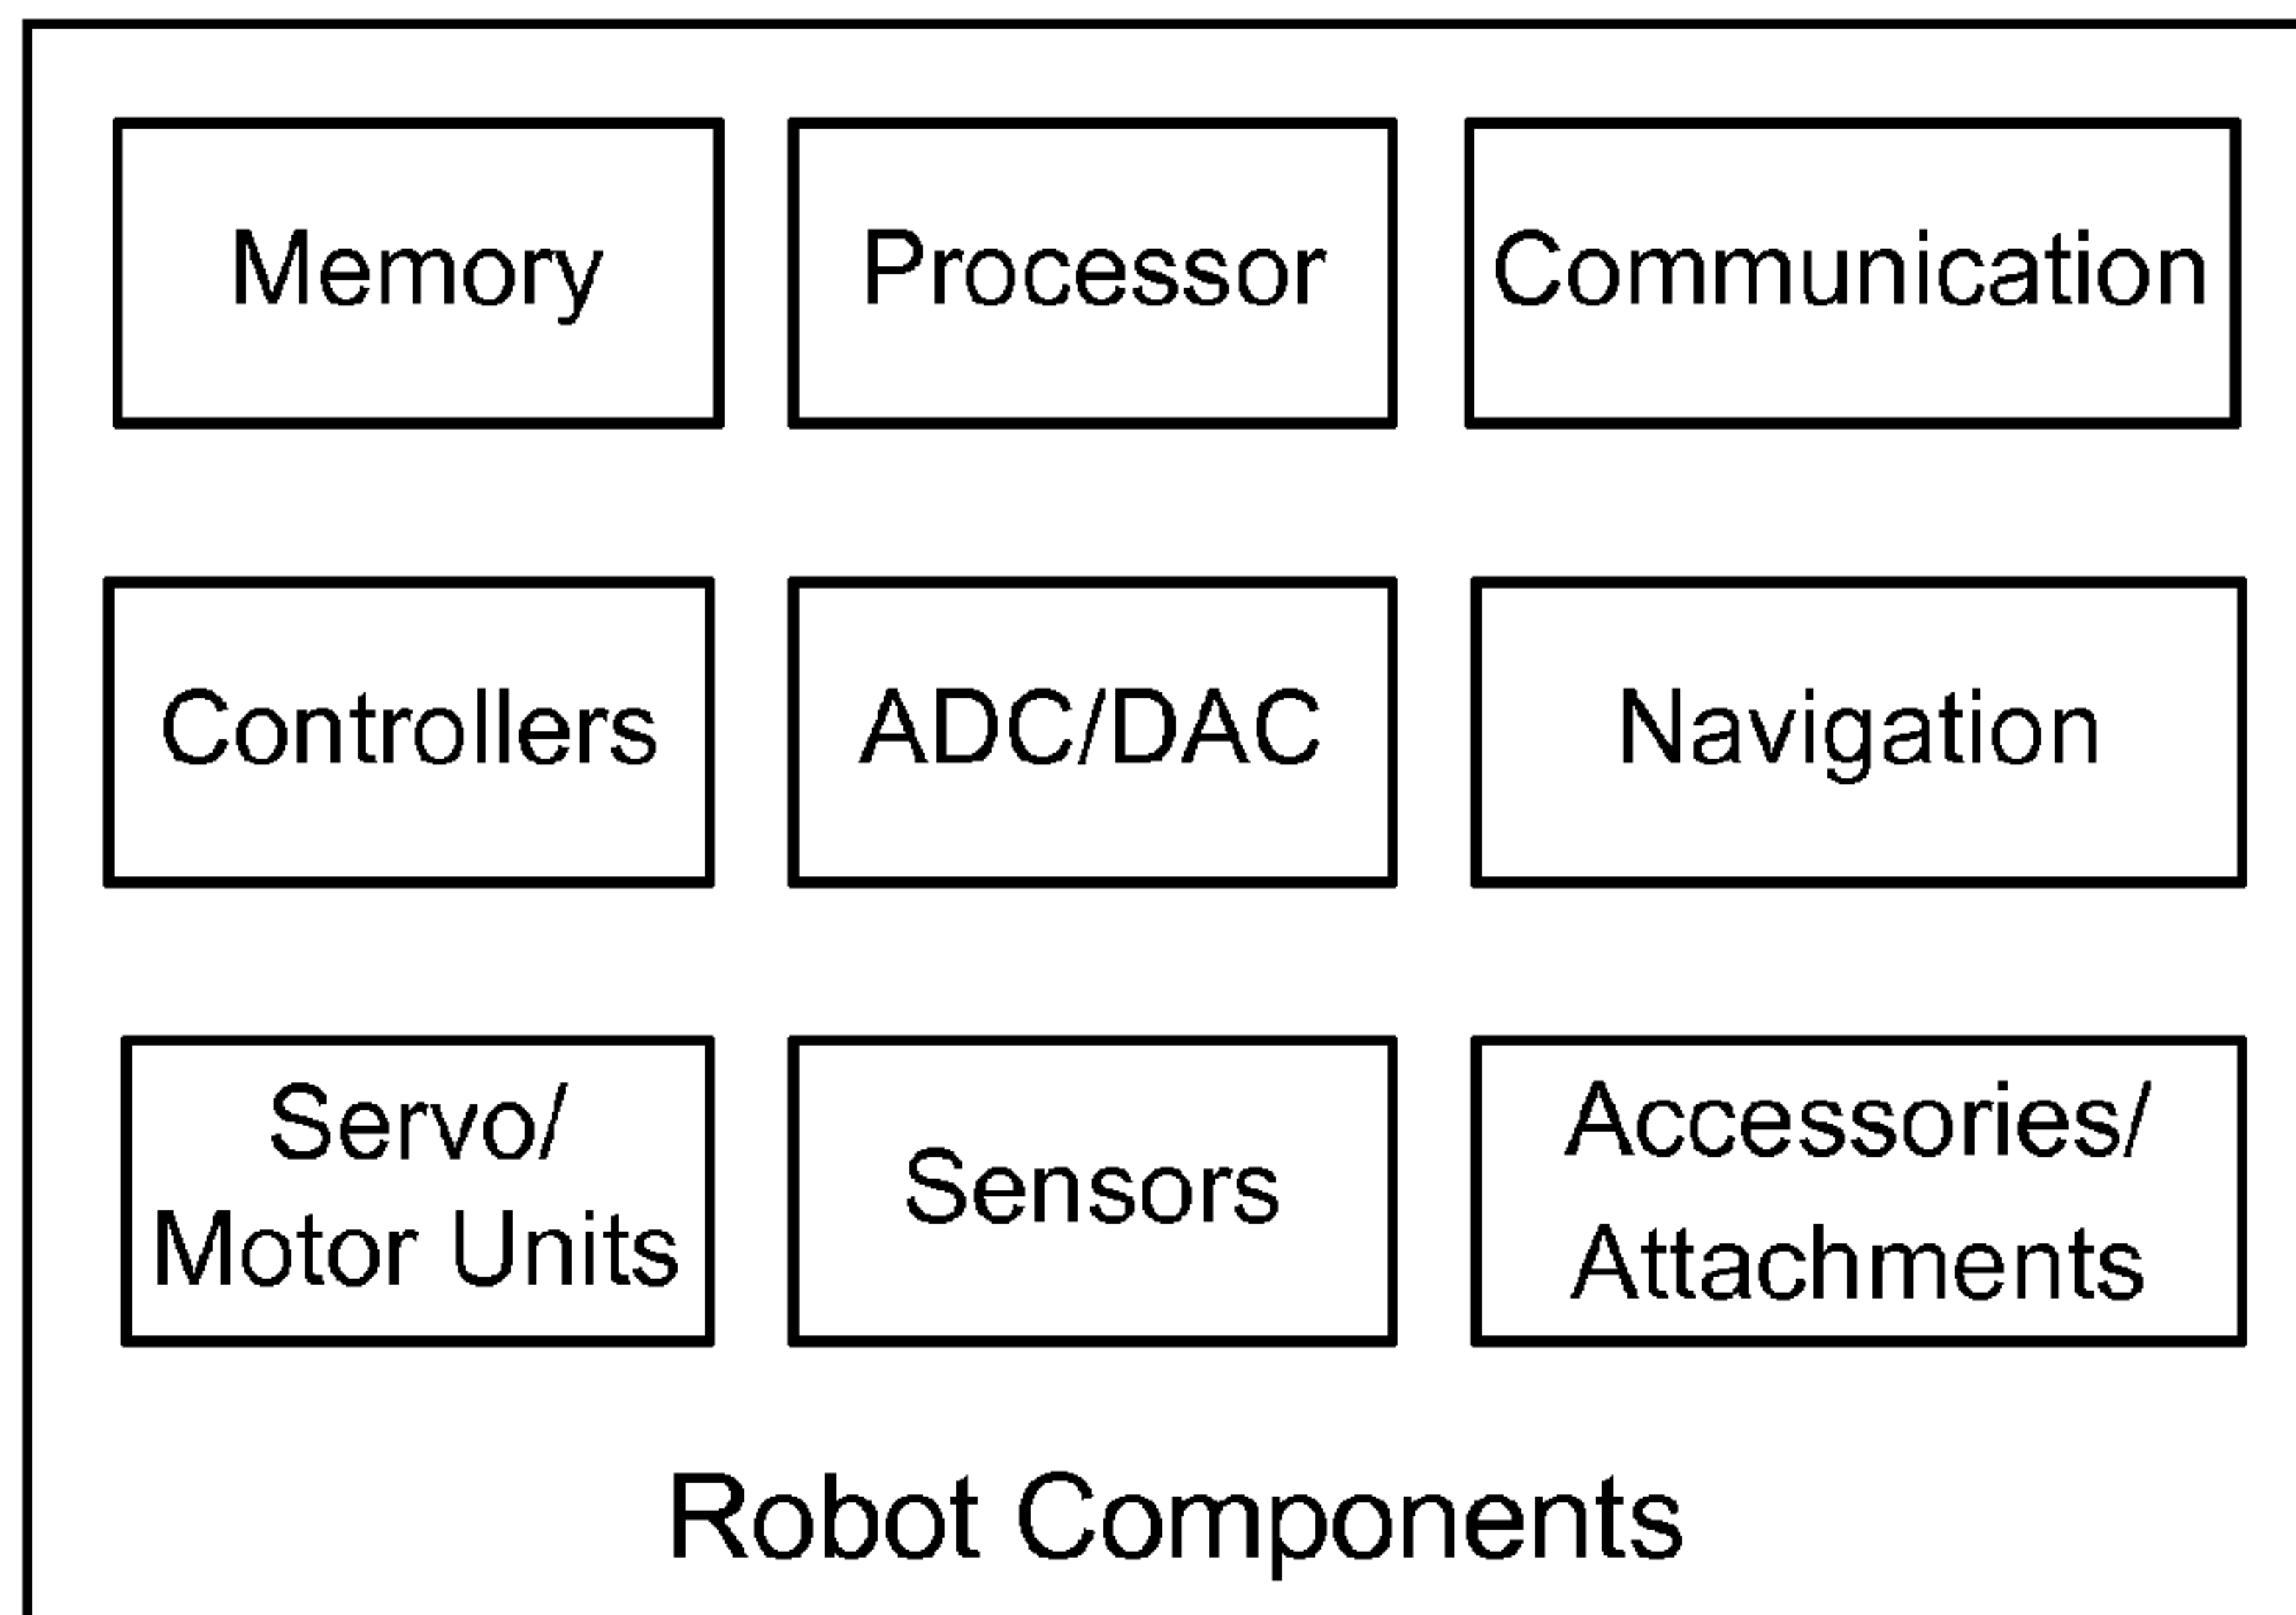 Memory
Processor
Communication
Controllers
ADC/DAC
Navigation
Servo/
Motor Units
Sensors
Accessories/
Attachments
Robot Components